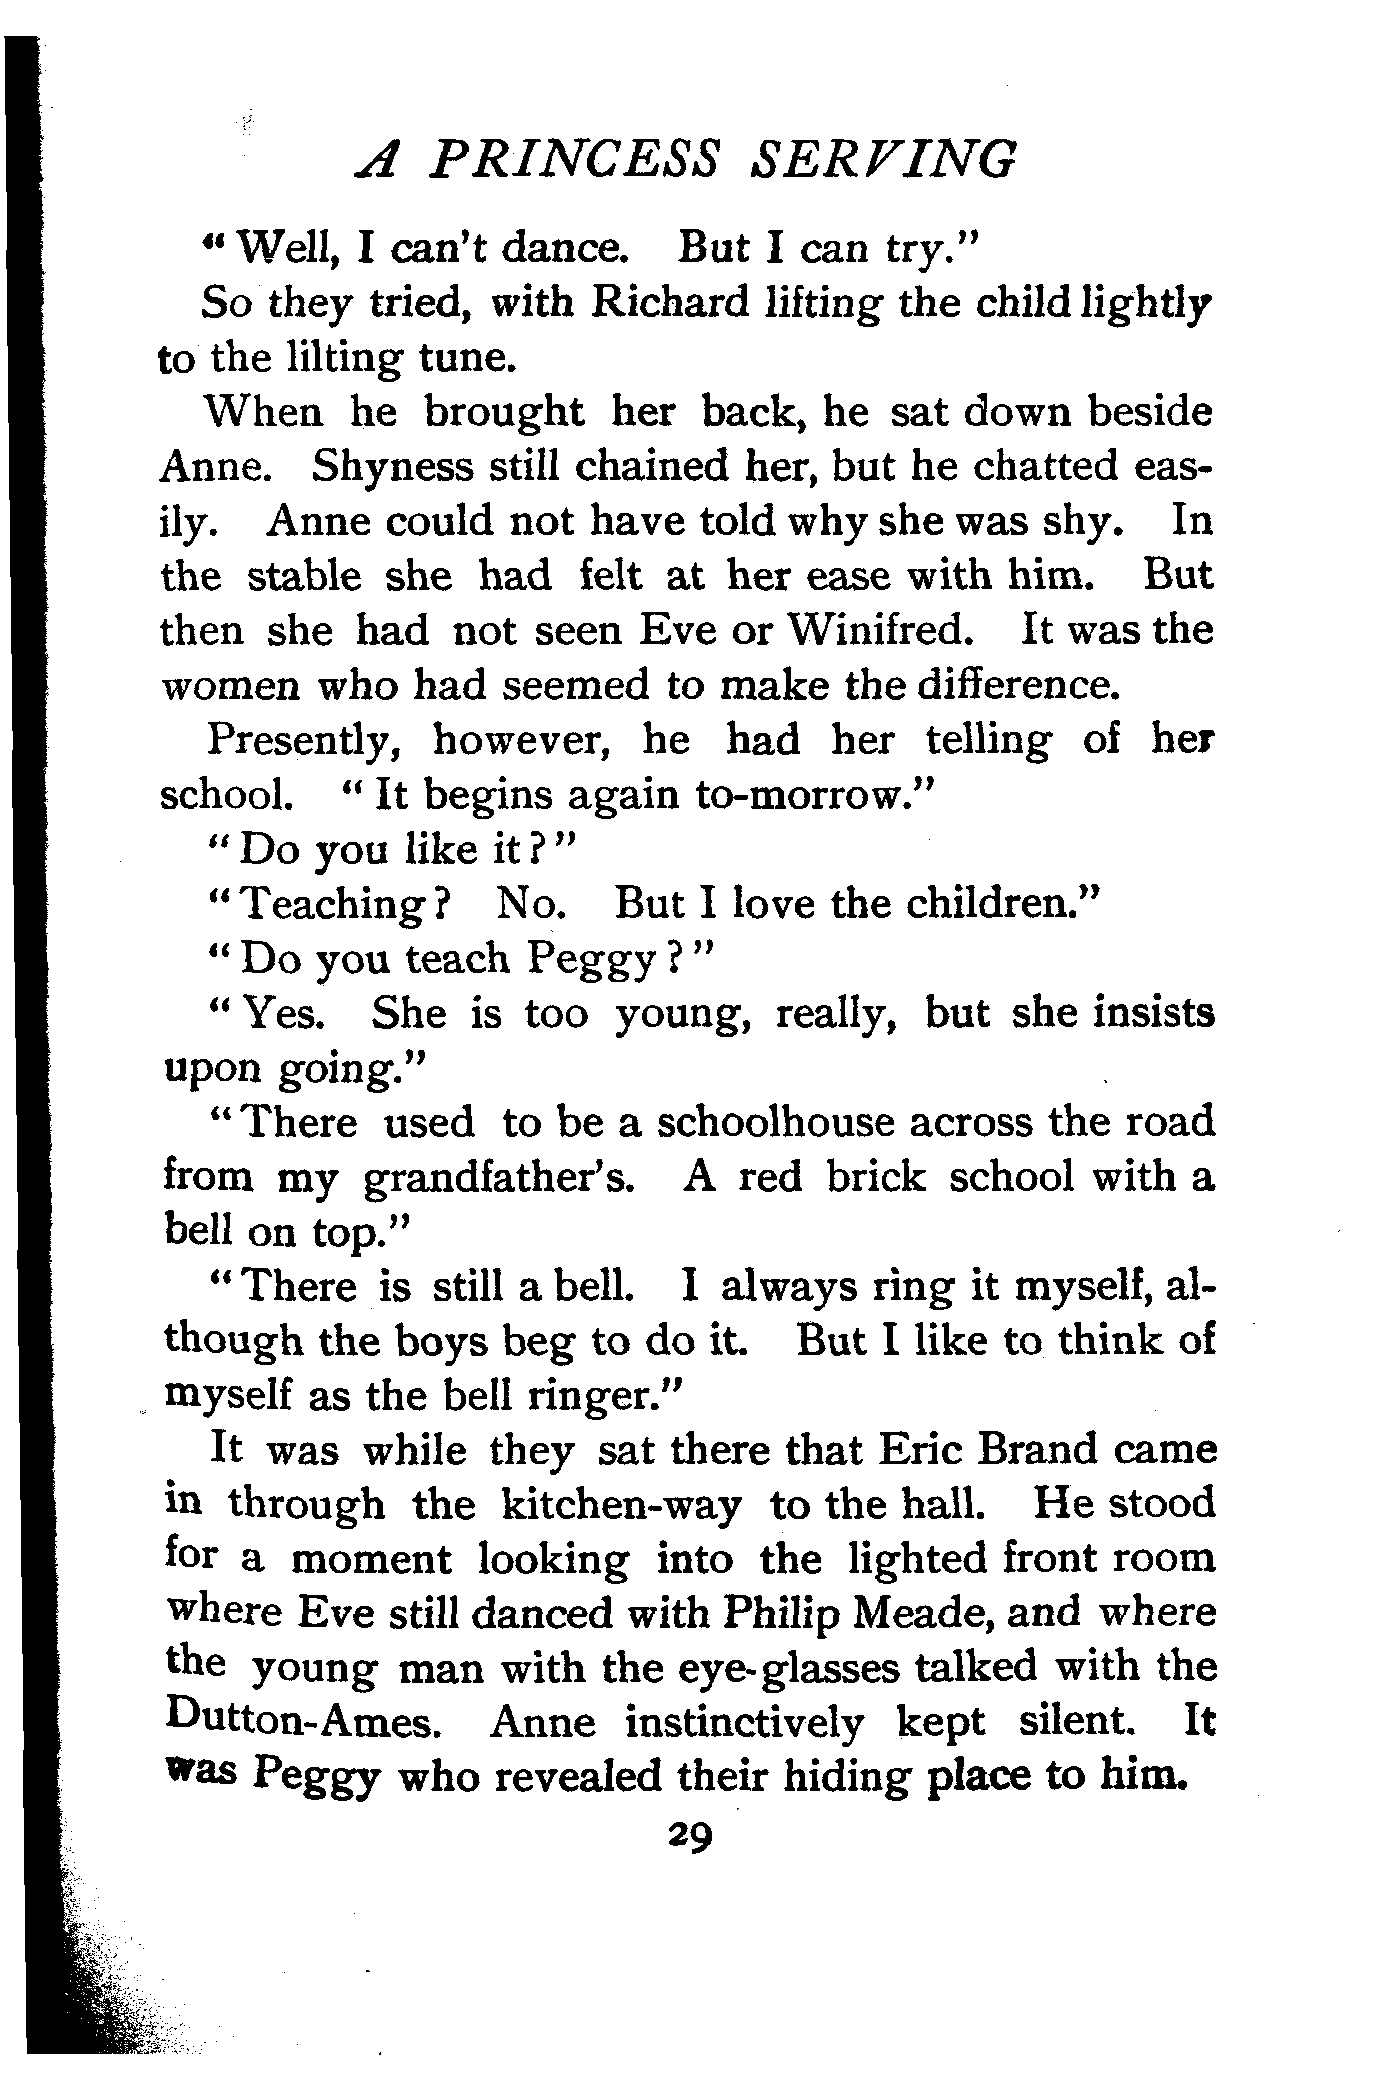 A PRINCESS SERVING
"Well, I can't dance. But I can try."
So they tried, with Richard lifting the child lightly
to the lilting tune.
When he brought her back, he sat down beside
Anne. Shyness still chained her, but he chatted eas-
ily. Anne could not have told why she was shy. In
the stable she had felt at her ease with him. But
then she had not seen Eve or Winifred. It was the
women who had seemed to make the difference.
Presently, however, he had her telling of her
school. "It begins again to-morrow."
"Do you like it?"
"Teaching? No. But I love the children."
"Do you teach Peggy?"
"Yes. She is too young, really, but she insists
upon going."
"There used to be a schoolhouse across the road
from my grandfather's. A red brick school with a
bell on top."
"There is still a bell. I always ring it myself, al-
though the boys beg to do it. But I like to think of
myself as the bell ringer."
It was while they sat there that Eric Brand came
in through the kitchen-way to the hall. He stood
for a moment looking into the lighted front room
where Eve still danced with Philip Meade, and where
the young man with the eye-glasses talked with the
Dutton-Ames. Anne instinctively kept silent. It
was Peggy who revealed their hiding place to him.
29